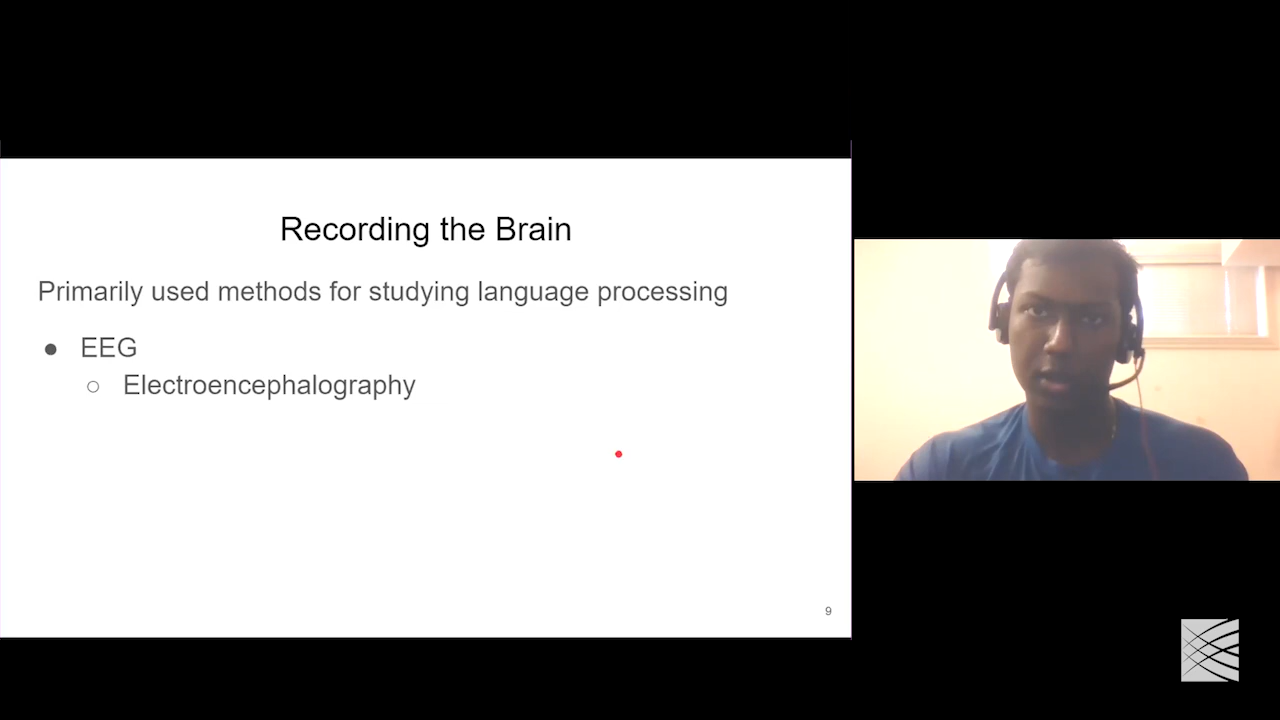 Recording the Brain
Primarily used methods for studying language processing
● EEG
○ Electroencephalography
9